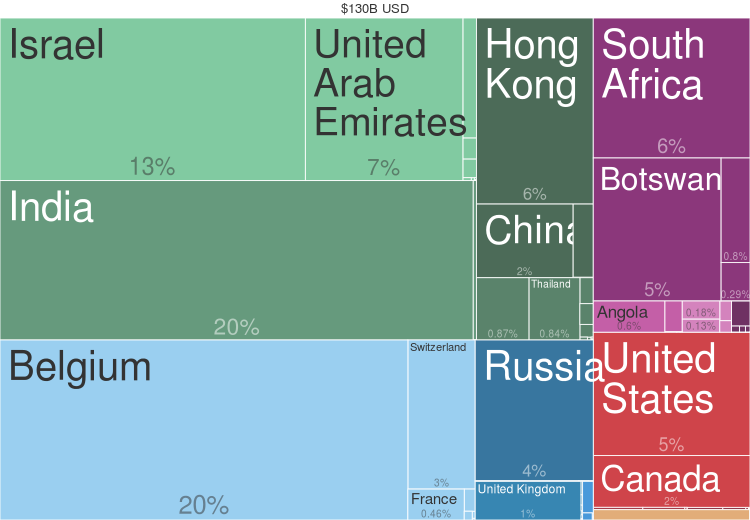 $130B USD
Israel
13%
United
Arab
Emirates
7%
India
20%
Hong
Kong
6%
China
2%
0.87%
Thailand
0.84%
South
Africa
6%
Botswan
5%
0.8%
0.29%
Angola
0.6%
0.18%
0.13%
Belgium
20%
Switzerland
3%
France
0.46%
Russia
4%
United Kingdom
1%
United
States
5%
Canada
2%